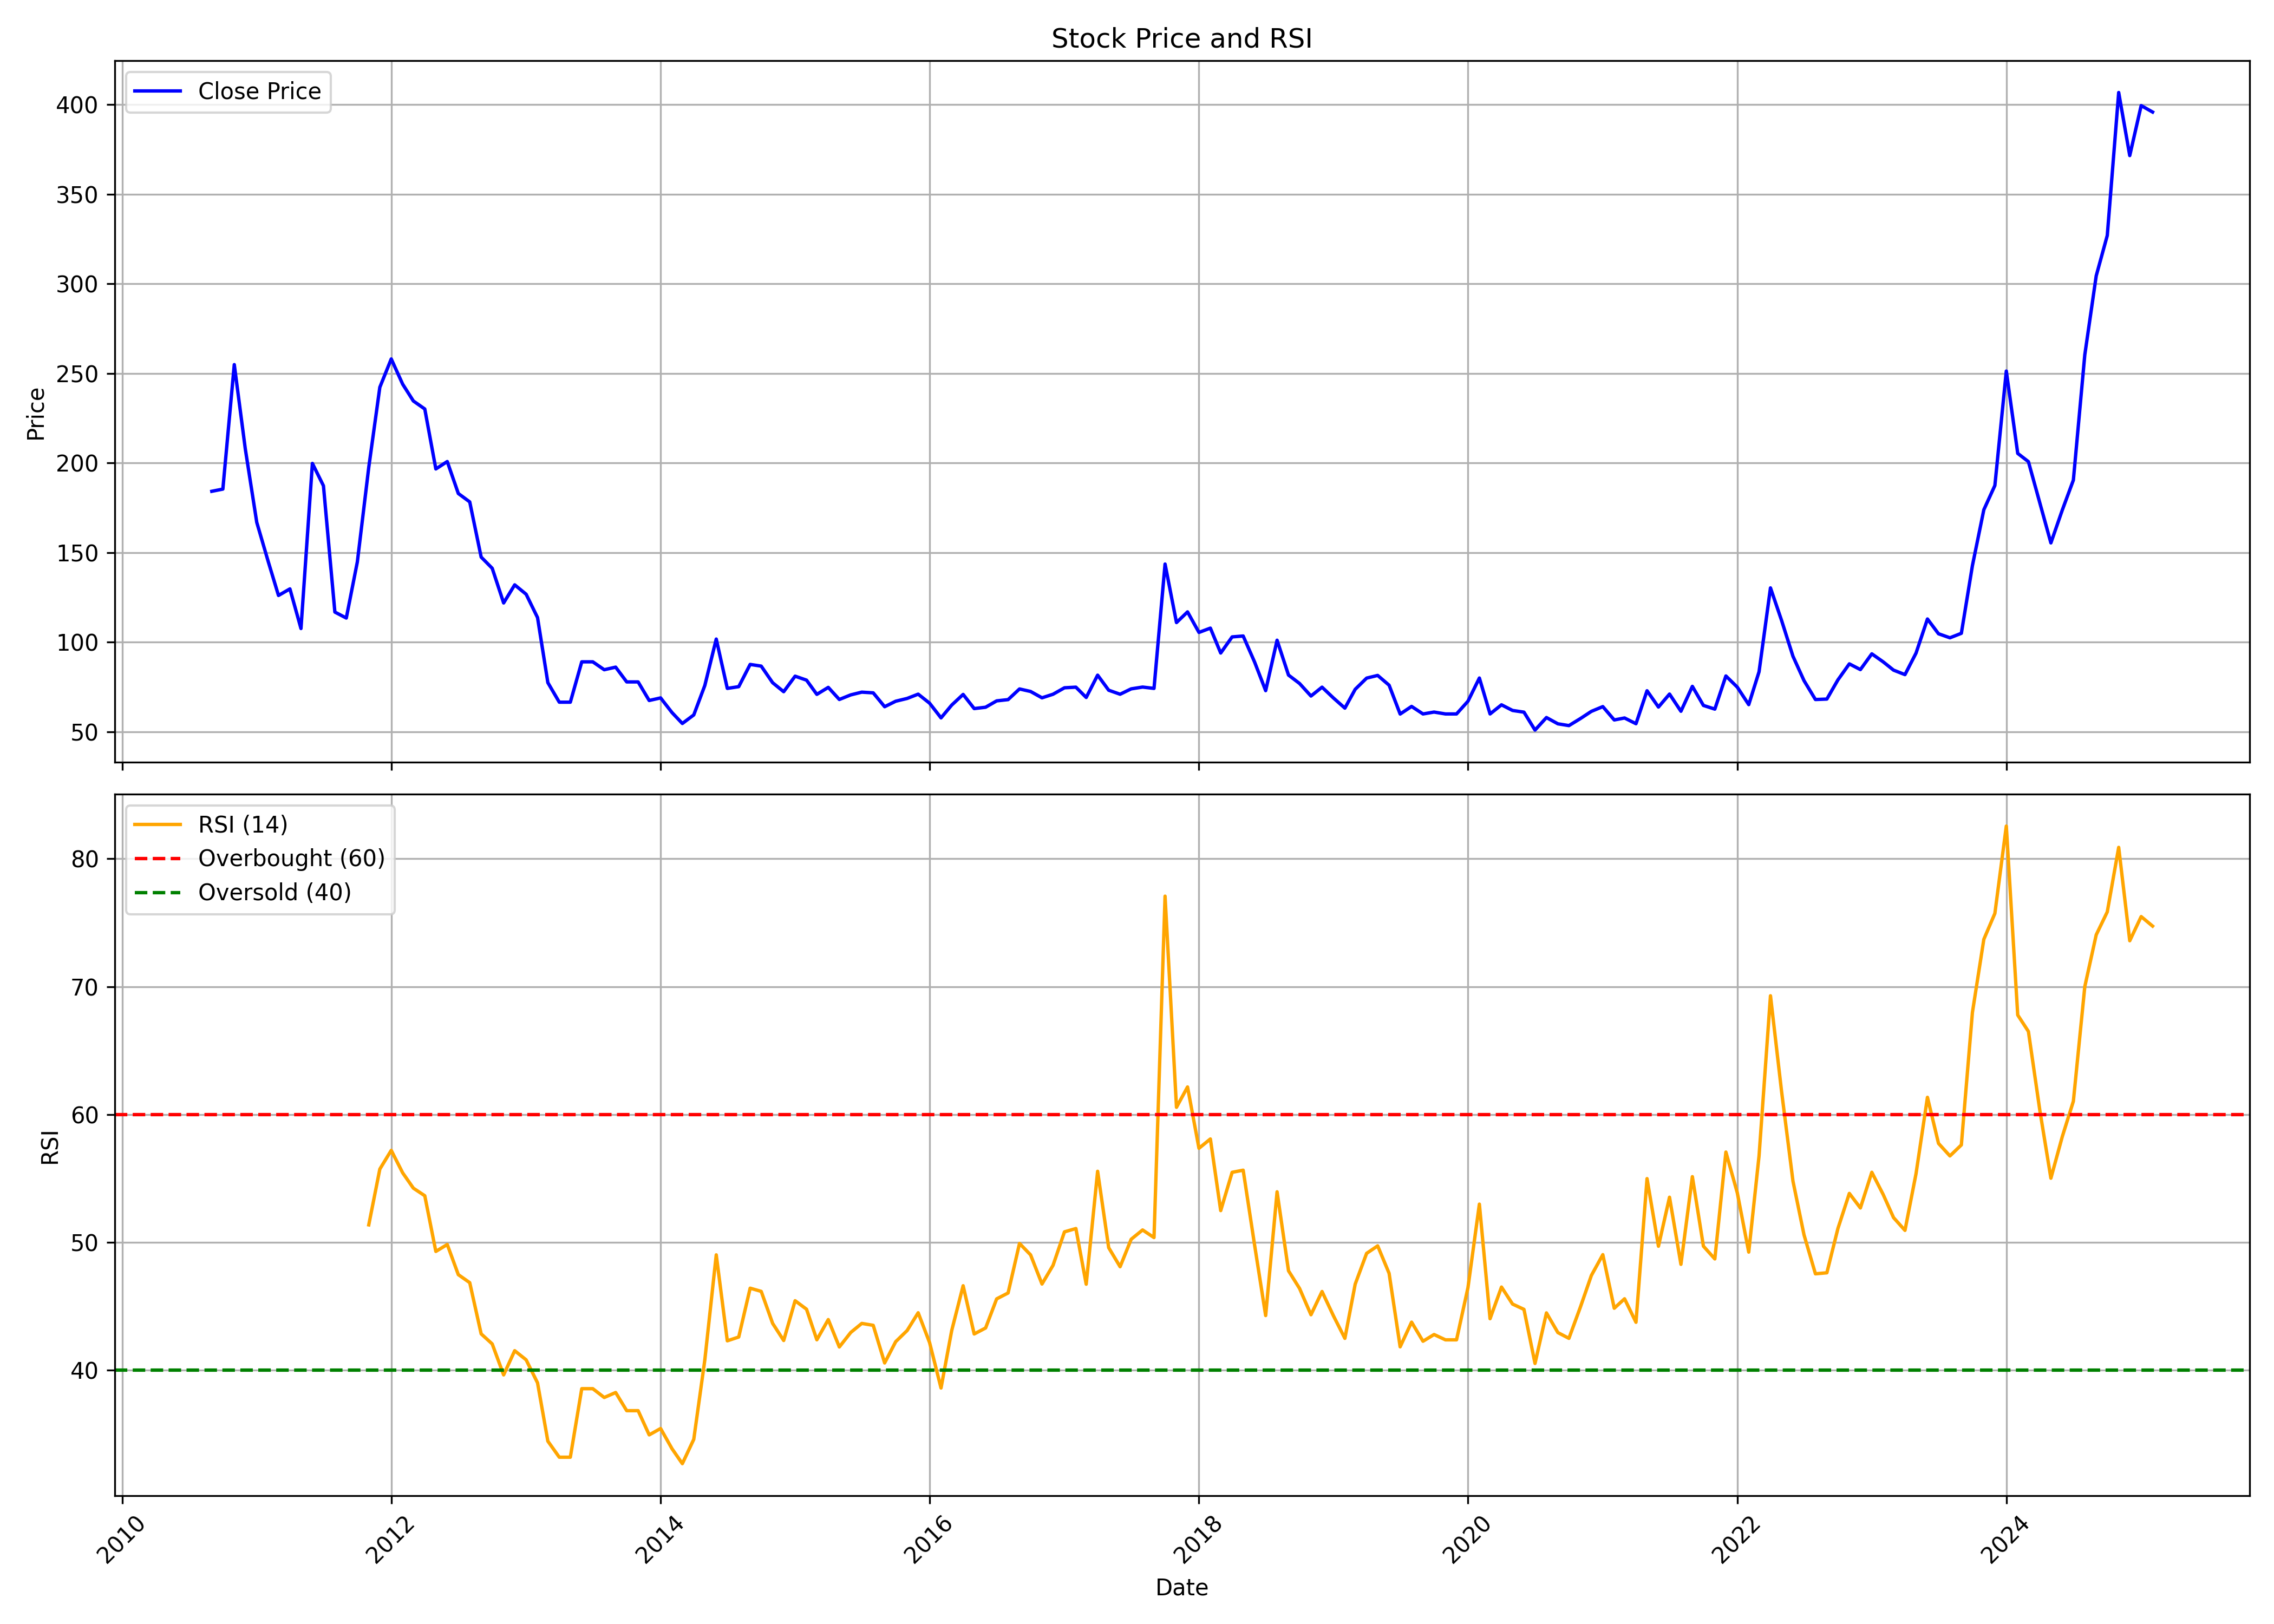 Stock Price and RSI
Close Price
400
350
300
250
200
150
100
50
Price
RSI (14)
Overbought (60)
Oversold (40)
80
70
60
50
40
RSI
2010
2012
2014
2016
2018
2020
2022
2024
Date